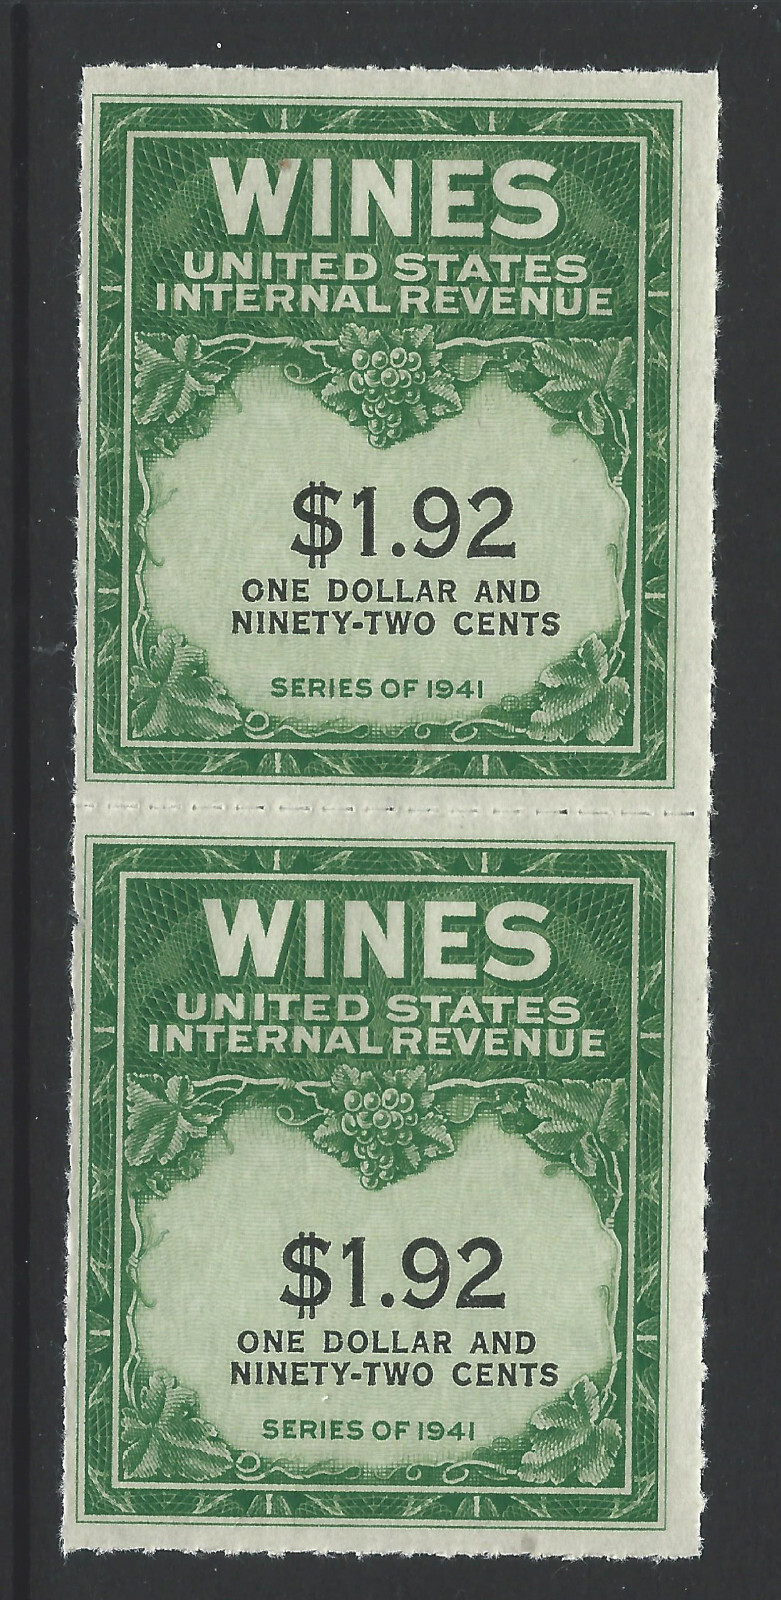 WINES
UNITED STATES
INTERNAL REVENUE
$1.92
ONE DOLLAR AND
NINETY-TWO CENTS
SERIES OF 1941
WINES
UNITED STATES
INTERNAL REVENUE
$1.92
ONE DOLLAR AND
NINETY-TWO CENTS
SERIES OF 1941